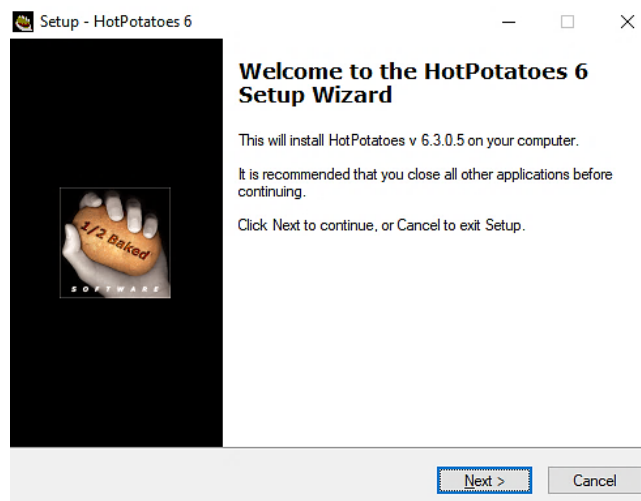 Setup - HotPotatoes 6
Welcome to the HotPotatoes 6
Setup Wizard
This will install HotPotatoes v 6.3.0.5 on your computer.
It is recommended that you close all other applications before
continuing.
Click Next to continue, or Cancel to exit Setup.
1/2 Baked
SOFTWARE
Next >
Cancel